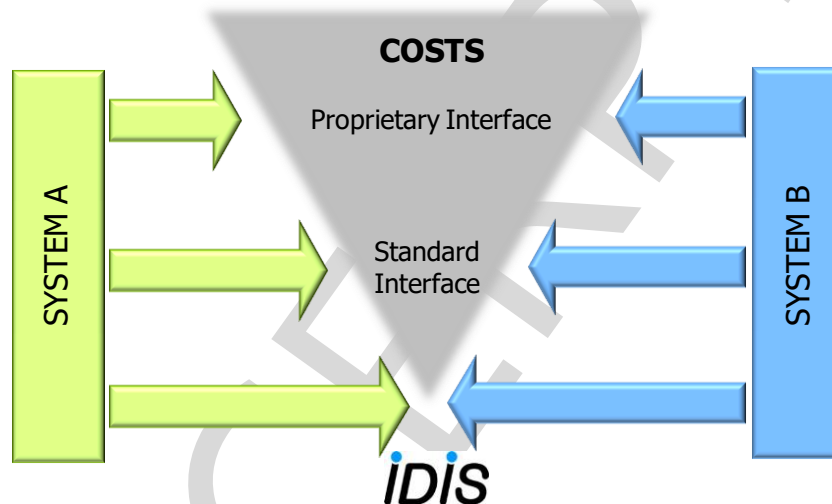 COSTS
Proprietary Interface
SYSTEM A
SYSTEM B
Standard
Interface
iDiS